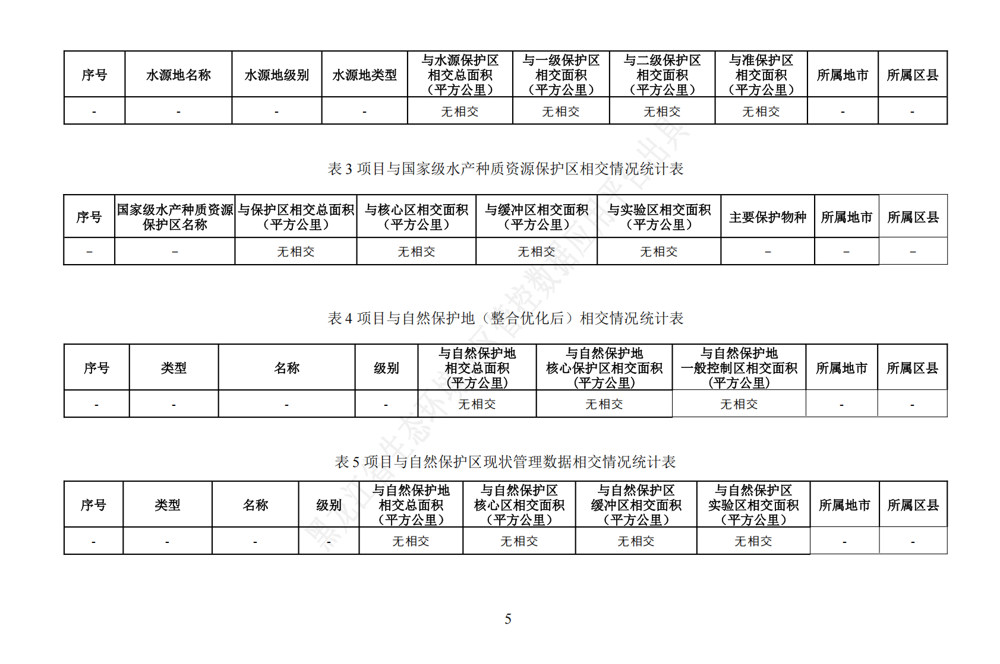 序号 水源地名称 水源地级别 水源地类型 与水源保护区相交总面积（平方公里） 与一级保护区相交面积（平方公里） 与二级保护区相交面积（平方公里） 与准保护区相交面积（平方公里） 所属地市 所属区县
- - - - 无相交 无相交 无相交 无相交 - -
表 3 项目与国家级水产种质资源保护区相交情况统计表
序号 国家级水产种质资源保护区名称 与保护区相交总面积（平方公里） 与核心区相交面积（平方公里） 与缓冲区相交面积（平方公里） 与实验区相交面积（平方公里） 主要保护物种 所属地市 所属区县
– – 无相交 无相交 无相交 无相交 – – –
表 4 项目与自然保护地（整合优化后）相交情况统计表
序号 类型 名称 级别 与自然保护地相交总面积(平方公里) 与自然保护地核心保护区相交面积(平方公里) 与自然保护地一般控制区相交面积(平方公里) 所属地市 所属区县
- - - - 无相交 无相交 无相交 - -
表 5 项目与自然保护区现状管理数据相交情况统计表
序号 类型 名称 级别 与自然保护地相交总面积（平方公里） 与自然保护区核心区相交面积（平方公里） 与自然保护区缓冲区相交面积（平方公里） 与自然保护区实验区相交面积（平方公里） 所属地市 所属区县
- - - - 无相交 无相交 无相交 无相交 - -
黑龙江省生态环境分区管控数据应用平台出具
5